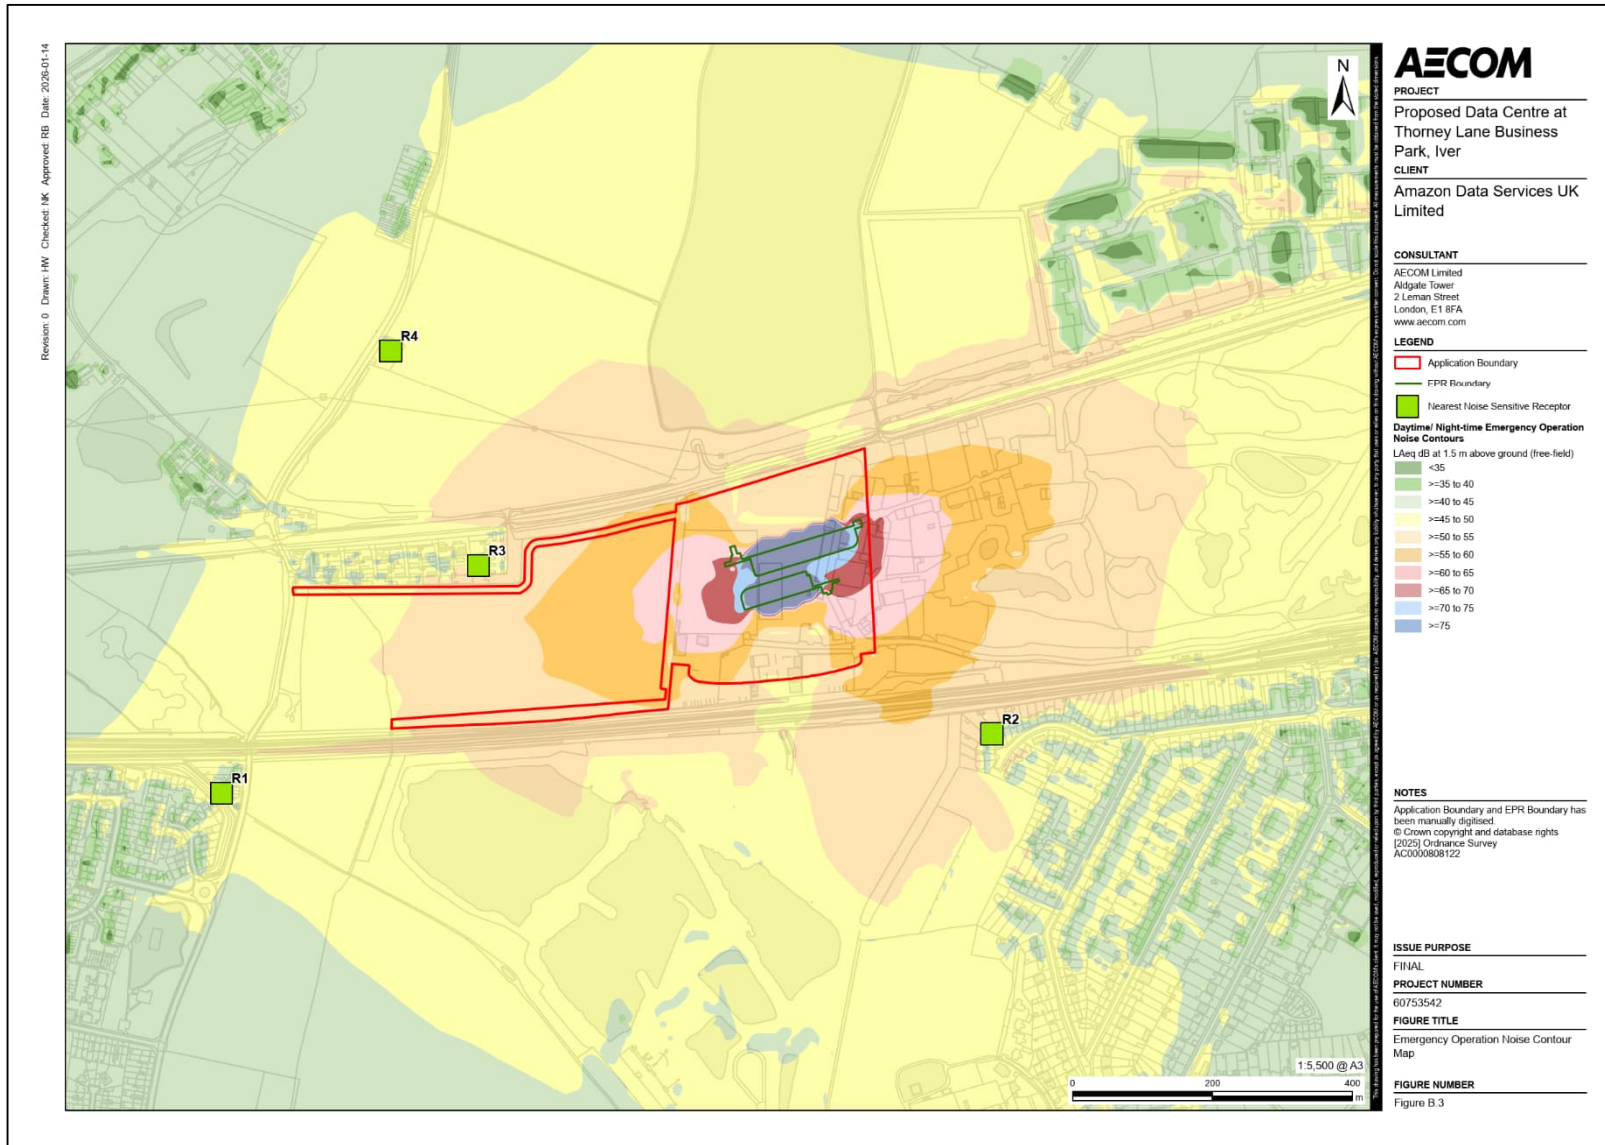 Revision: 0 Drawn: HW Checked: NK Approved: RB Date: 2026-01-14
N
R4
R3
R2
R1
1:5,500 @ A3
0 200 400
m
AECOM
PROJECT
Proposed Data Centre at
Thorney Lane Business
Park, Iver
CLIENT
Amazon Data Services UK
Limited
CONSULTANT
AECOM Limited
Aldgate Tower
2 Leman Street
London, E1 8FA
www.aecom.com
LEGEND
Application Boundary
EPR Boundary
Nearest Noise Sensitive Receptor
Daytime/ Night-time Emergency Operation
Noise Contours
LAeq dB at 1.5 m above ground (free-field)
<35
>=35 to 40
>=40 to 45
>=45 to 50
>=50 to 55
>=55 to 60
>=60 to 65
>=65 to 70
>=70 to 75
>=75
NOTES
Application Boundary and EPR Boundary has
been manually digitised.
© Crown copyright and database rights
[2025] Ordnance Survey
AC0000808122
ISSUE PURPOSE
FINAL
PROJECT NUMBER
60753542
FIGURE TITLE
Emergency Operation Noise Contour
Map
FIGURE NUMBER
Figure B.3